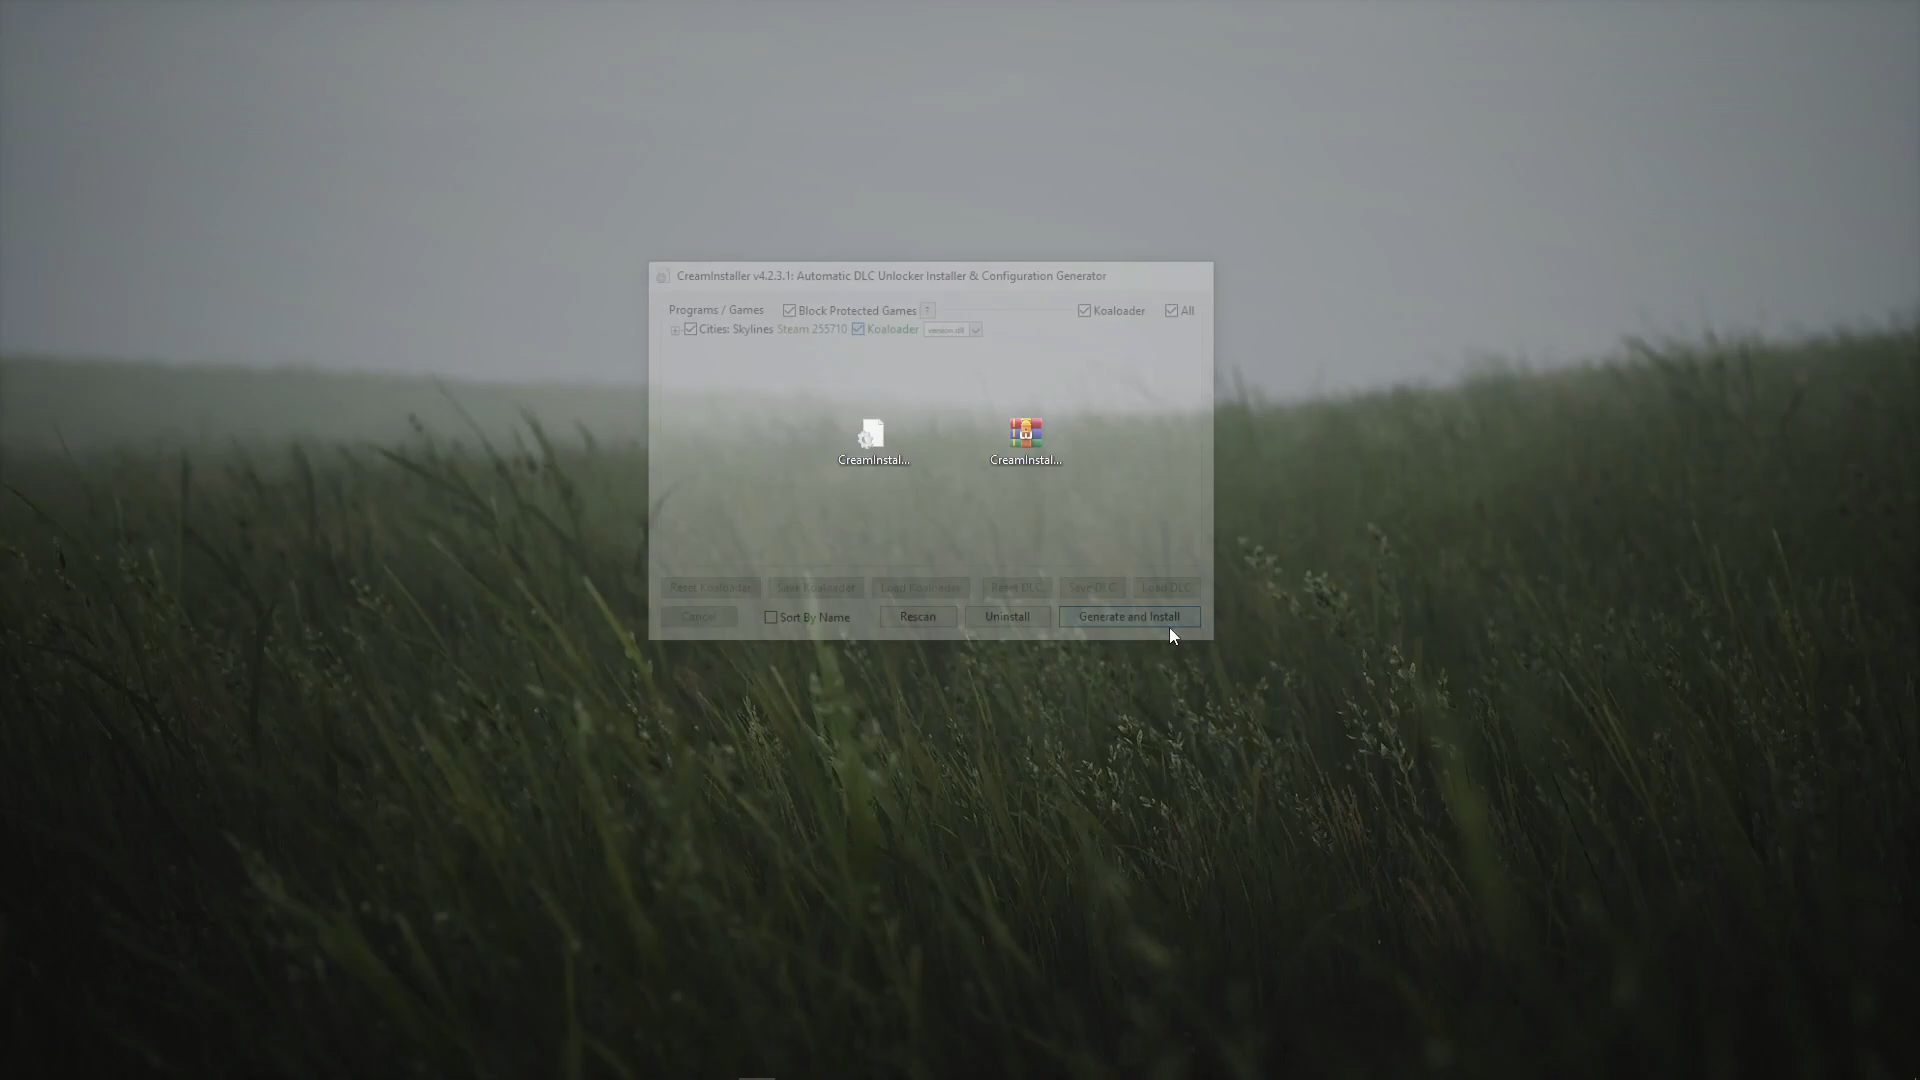 CreamInstaller v4.2.3.1: Automatic DLC Unlocker Installer & Configuration Generator
Programs / Games Block Protected Games ? Koaloader All
Cities: Skylines Steam 255710 Koaloader version.dll
CreamInstal... CreamInstal...
Reset Koaloader Save Koaloader Load Koaloader Reset DLC Save DLC Load DLC
Cancel Sort By Name Rescan Uninstall Generate and Install